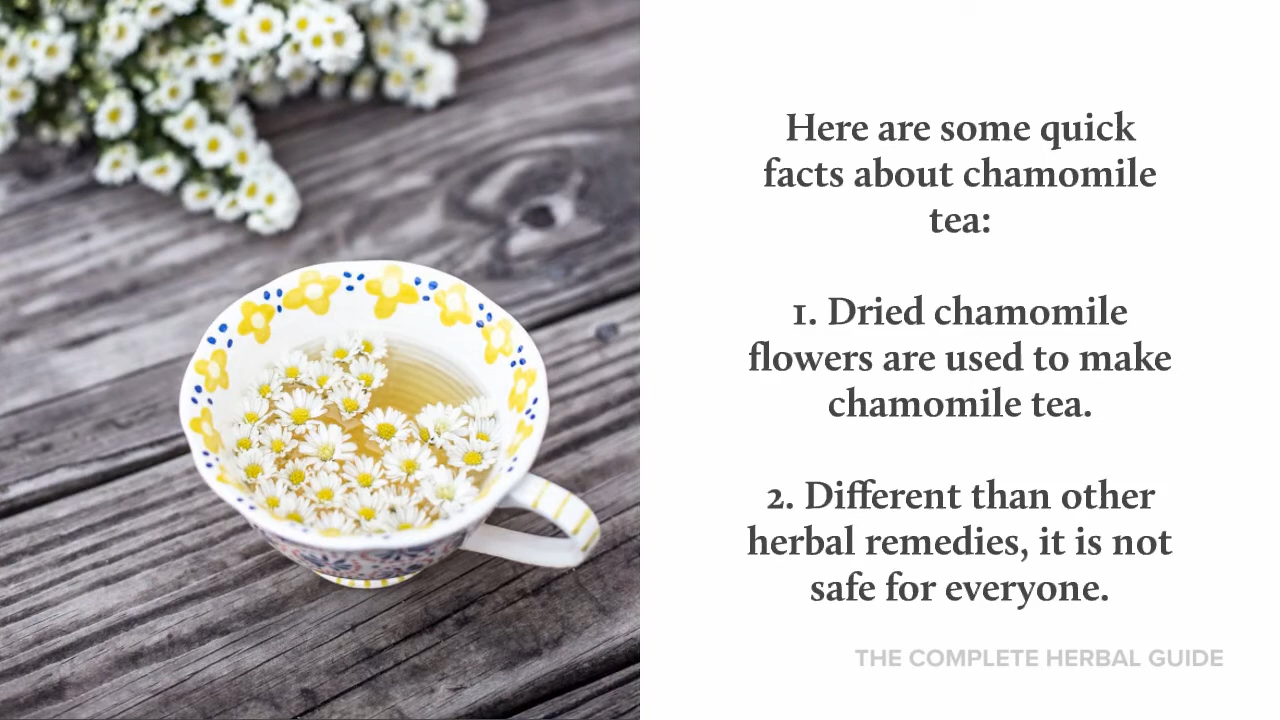 Here are some quick
facts about chamomile
tea:
1. Dried chamomile
flowers are used to make
chamomile tea.
2. Different than other
herbal remedies, it is not
safe for everyone.
THE COMPLETE HERBAL GUIDE